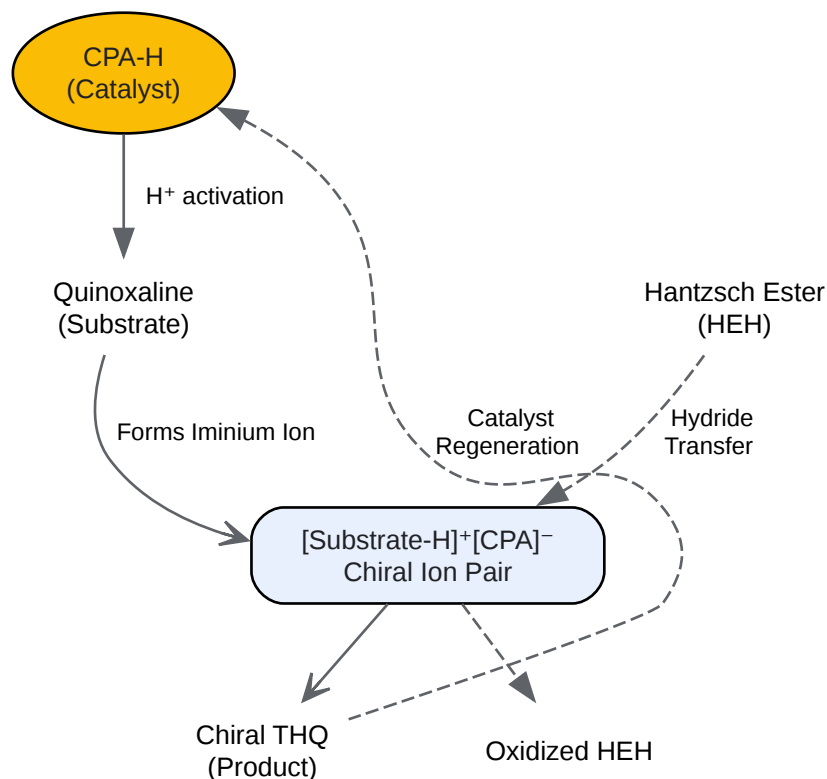 CPA-H
(Catalyst)
H⁺ activation
Quinoxaline
(Substrate)
Hantzsch Ester
(HEH)
Forms Iminium Ion
Catalyst
Regeneration
Hydride
Transfer
[Substrate-H]⁺[CPA]⁻
Chiral Ion Pair
Chiral THQ
(Product)
Oxidized HEH